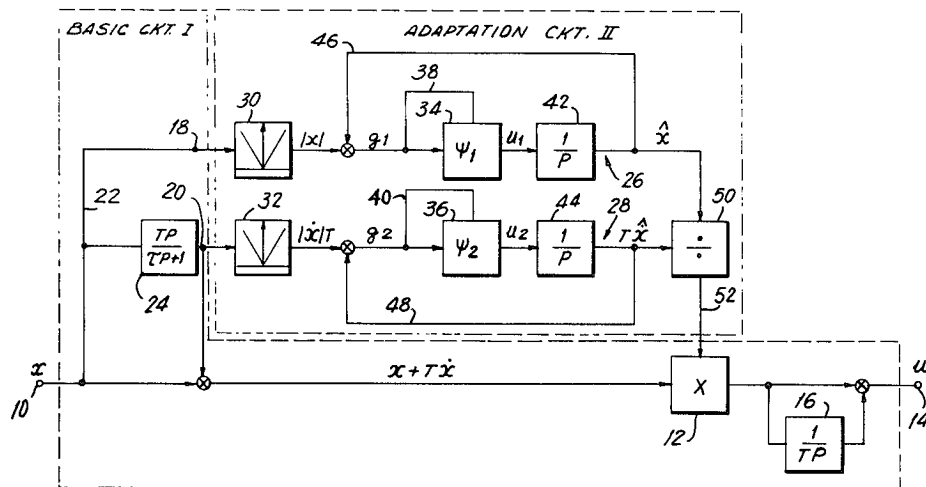 BASIC CKT. I
ADAPTATION CKT. II
46
38
30
34
42
18
|x|
g1
ψ1
u1
1/P
x̂
26
22
20
32
40
36
44
28
50
|ẋ|T
g2
ψ2
u2
1/P
Tẋ̂
÷
TP/τP+1
24
48
52
x
10
x+Tẋ
X
12
u
14
16
1/TP